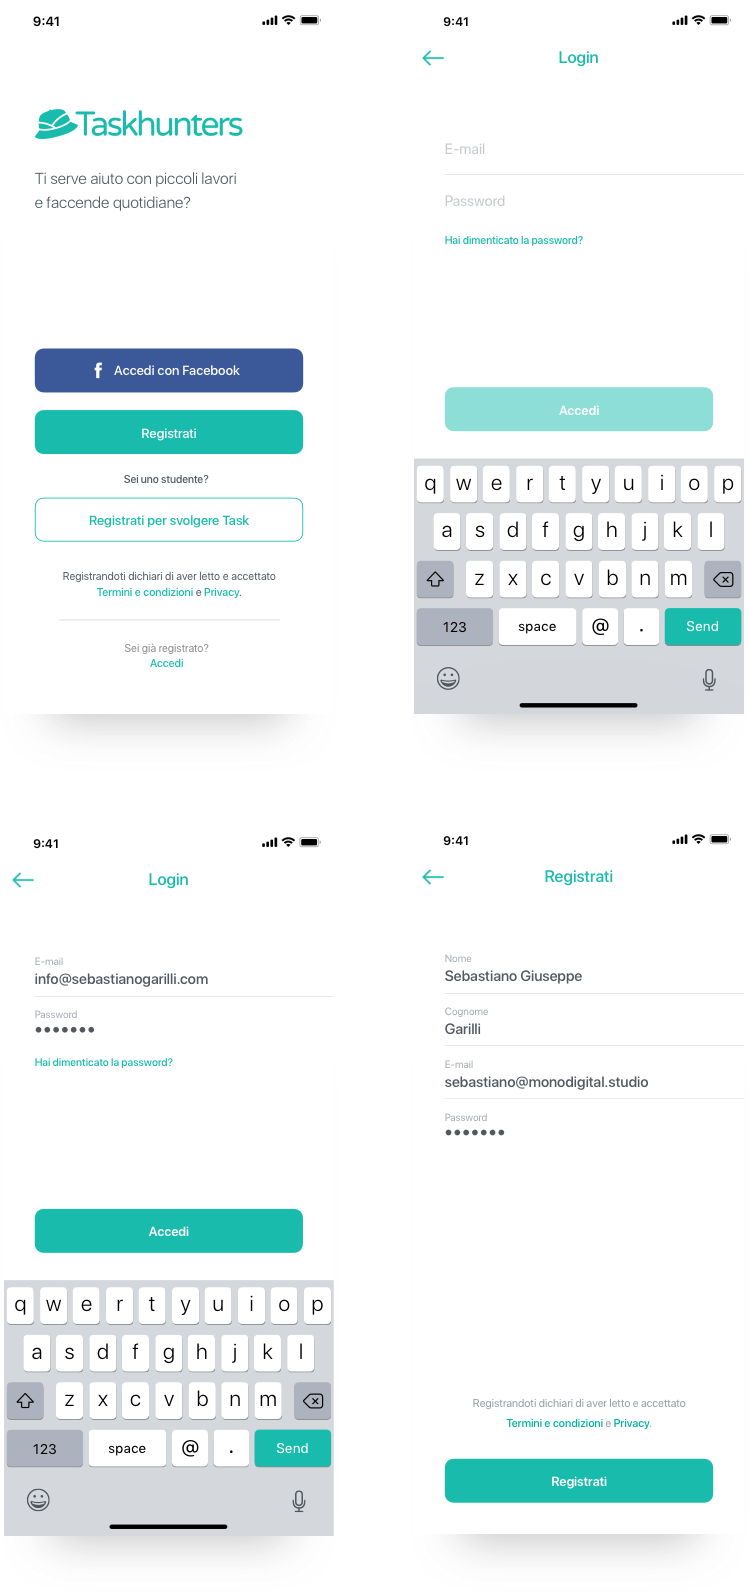 9:41
Taskhunters
Ti serve aiuto con piccoli lavori
e faccende quotidiane?
Accedi con Facebook
Registrati
Sei uno studente?
Registrati per svolgere Task
Registrandoti dichiari di aver letto e accettato
Termini e condizioni e Privacy.
Sei già registrato?
Accedi
9:41
Login
E-mail
Password
Hai dimenticato la password?
Accedi
q w e r t y u i o p
a s d f g h j k l
z x c v b n m
123 space @ . Send
9:41
Login
E-mail
info@sebastianogarilli.com
Password
•••••••
Hai dimenticato la password?
Accedi
q w e r t y u i o p
a s d f g h j k l
z x c v b n m
123 space @ . Send
9:41
Registrati
Nome
Sebastiano Giuseppe
Cognome
Garilli
E-mail
sebastiano@monodigital.studio
Password
•••••••
Registrandoti dichiari di aver letto e accettato
Termini e condizioni e Privacy.
Registrati